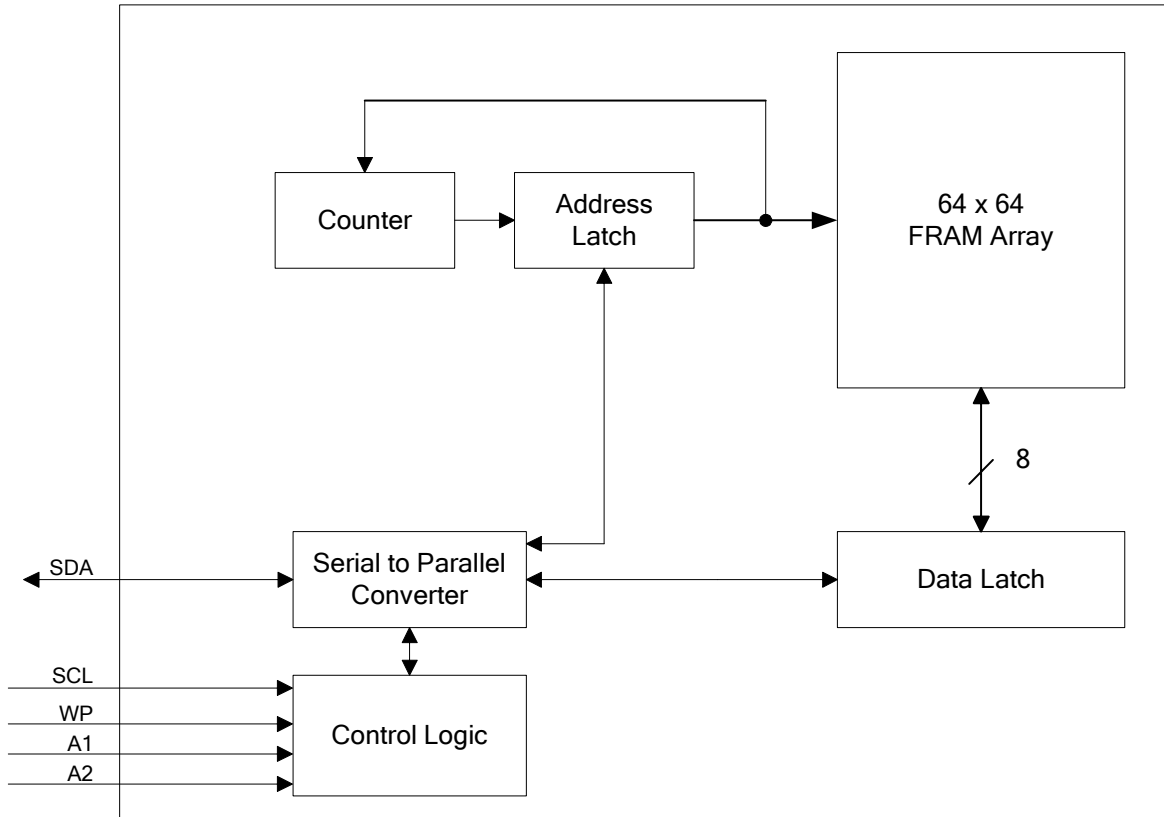 Counter
Address
Latch
64 x 64
FRAM Array
8
SDA
Serial to Parallel
Converter
Data Latch
SCL
WP
A1
A2
Control Logic